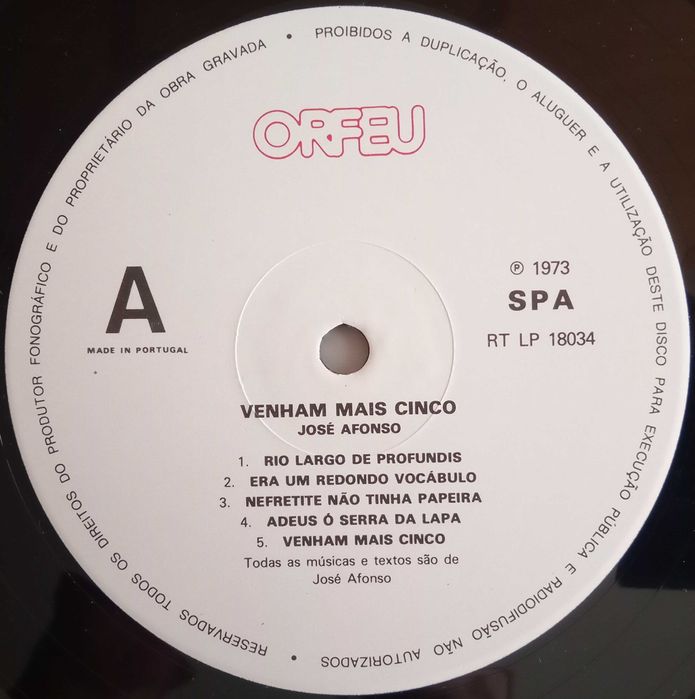 RESERVADOS TODOS OS DIREITOS DO PRODUTOR FONOGRÁFICO E DO PROPRIETÁRIO DA OBRA GRAVADA • PROIBIDOS A DUPLICAÇÃO, O ALUGUER E A UTILIZAÇÃO DESTE DISCO PARA EXECUÇÃO PÚBLICA E RADIODIFUSÃO NÃO AUTORIZADOS •
ORFEU
A
MADE IN PORTUGAL
℗ 1973
SPA
RT LP 18034
VENHAM MAIS CINCO
JOSÉ AFONSO
1. RIO LARGO DE PROFUNDIS
2. ERA UM REDONDO VOCÁBULO
3. NEFRETITE NÃO TINHA PAPEIRA
4. ADEUS Ó SERRA DA LAPA
5. VENHAM MAIS CINCO
Todas as músicas e textos são de
José Afonso